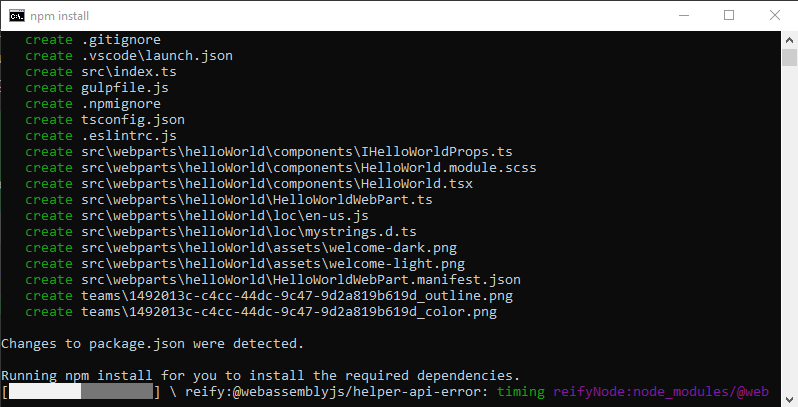 npm install
create .gitignore
create .vscode\launch.json
create src\index.ts
create gulpfile.js
create .npmignore
create tsconfig.json
create .eslintrc.js
create src\webparts\helloWorld\components\IHelloWorldProps.ts
create src\webparts\helloWorld\components\HelloWorld.module.scss
create src\webparts\helloWorld\components\HelloWorld.tsx
create src\webparts\helloWorld\HelloWorldWebPart.ts
create src\webparts\helloWorld\loc\en-us.js
create src\webparts\helloWorld\loc\mystrings.d.ts
create src\webparts\helloWorld\assets\welcome-dark.png
create src\webparts\helloWorld\assets\welcome-light.png
create src\webparts\helloWorld\HelloWorldWebPart.manifest.json
create teams\1492013c-c4cc-44dc-9c47-9d2a819b619d_outline.png
create teams\1492013c-c4cc-44dc-9c47-9d2a819b619d_color.png
Changes to package.json were detected.
Running npm install for you to install the required dependencies.
[ ] \ reify:@webassemblyjs/helper-api-error: timing reifyNode:node_modules/@web